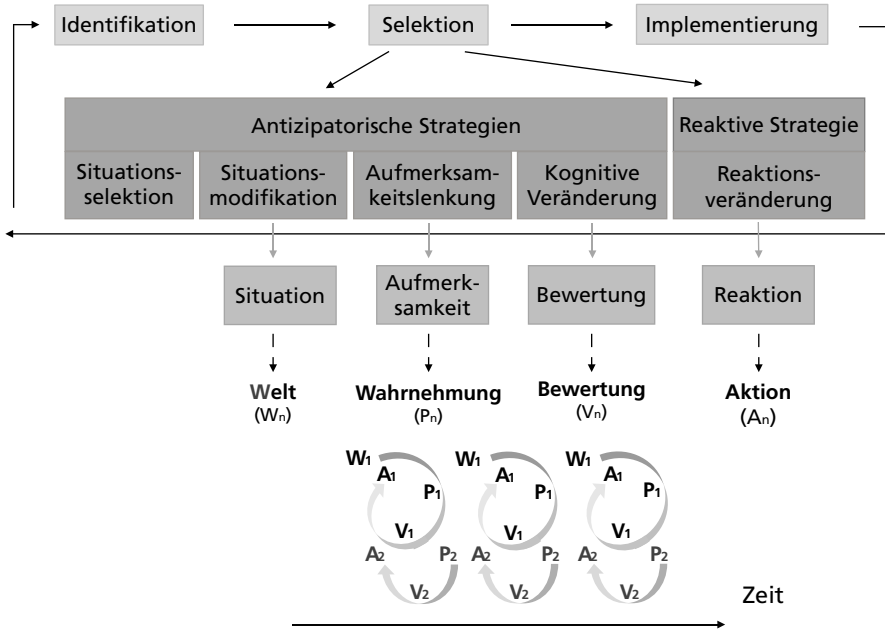 Identifikation
Selektion
Implementierung
Antizipatorische Strategien
Reaktive Strategie
Situations-
selektion
Situations-
modifikation
Aufmerksam-
keitslenkung
Kognitive
Veränderung
Reaktions-
veränderung
Situation
Aufmerk-
samkeit
Bewertung
Reaktion
Welt
(Wn)
Wahrnehmung
(Pn)
Bewertung
(Vn)
Aktion
(An)
W1
A1
P1
V1
A2
P2
V2
W1
A1
P1
V1
A2
P2
V2
W1
A1
P1
V1
A2
P2
V2
Zeit